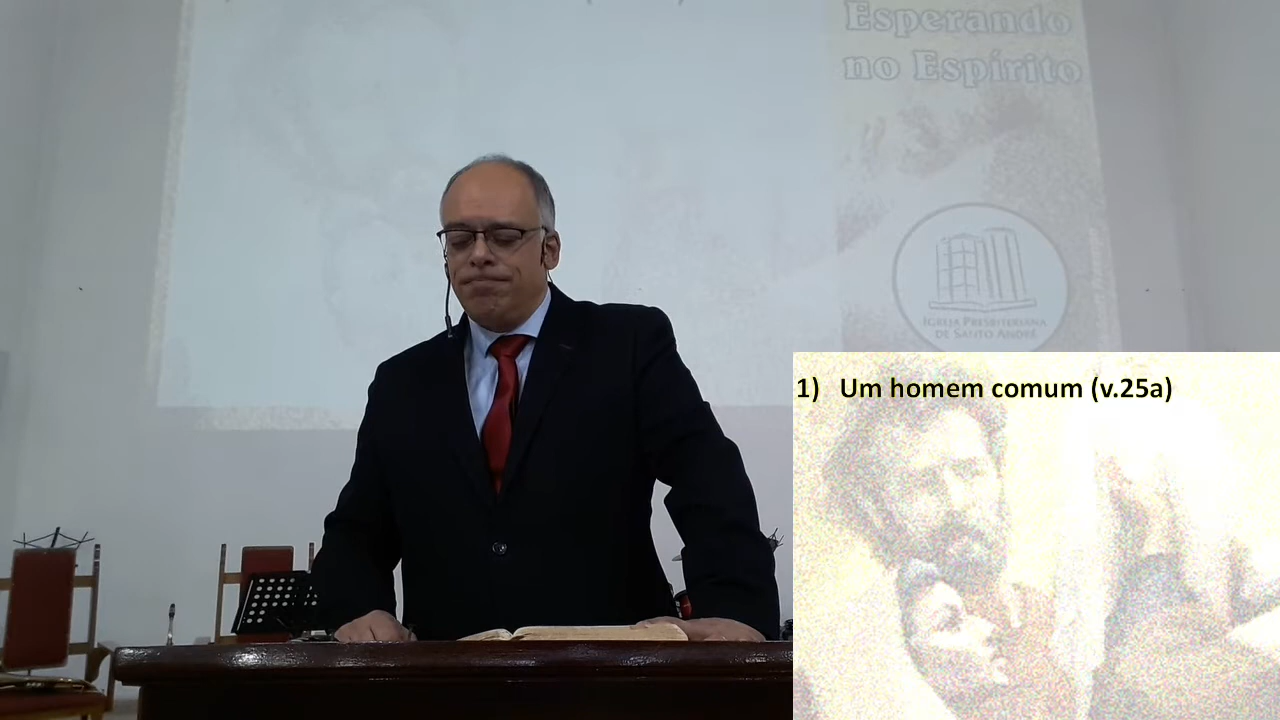 Esperando
no Espírito
IGREJA PRESBITERIANA
DE SANTO ANDRÉ
1) Um homem comum (v.25a)